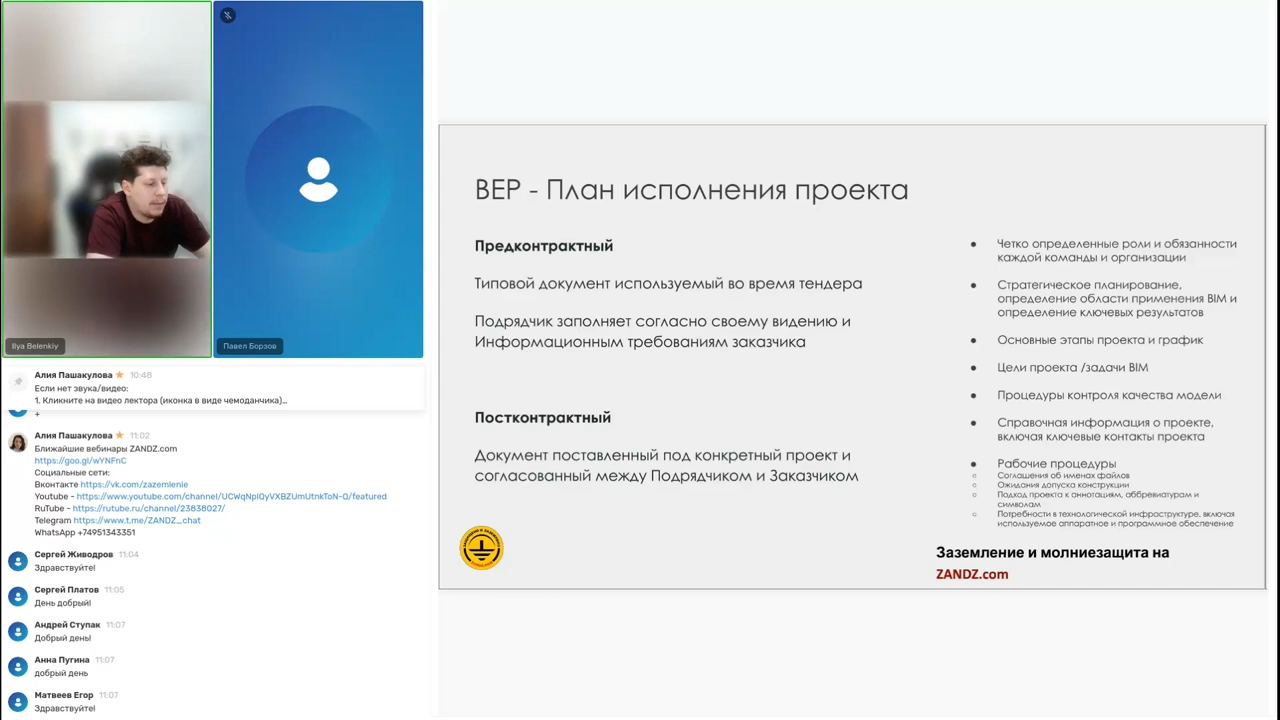 Ilya Belenkiy
Павел Борзов
Алия Пашакулова 10:48
Если нет звука/видео:
1. Кликните на видео лектора (иконка в виде чемоданчика)...
+
Алия Пашакулова 11:02
Ближайшие вебинары ZANDZ.com
https://goo.gl/wYNFnC
Социальные сети:
Вконтакте https://vk.com/zazemlenie
Youtube - https://www.youtube.com/channel/UCWqNplQyVXBZUmUtnkToN-Q/featured
RuTube - https://rutube.ru/channel/23838027/
Telegram https://www.t.me/ZANDZ_chat
WhatsApp +74951343351
Сергей Живодров 11:04
Здравствуйте!
Сергей Платов 11:05
День добрый!
Андрей Ступак 11:07
Добрый день!
Анна Пугина 11:07
добрый день
Матвеев Егор 11:07
Здравствуйте!
BEP - План исполнения проекта
Предконтрактный
Типовой документ используемый во время тендера
Подрядчик заполняет согласно своему видению и
Информационным требованиям заказчика
Постконтрактный
Документ поставленный под конкретный проект и
согласованный между Подрядчиком и Заказчиком
● Четко определенные роли и обязанности
каждой команды и организации
● Стратегическое планирование,
определение области применения BIM и
определение ключевых результатов
● Основные этапы проекта и график
● Цели проекта /задачи BIM
● Процедуры контроля качества модели
● Справочная информация о проекте,
включая ключевые контакты проекта
● Рабочие процедуры
○ Соглашения об именах файлов
○ Ожидания допуска конструкции
○ Подход проекта к аннотациям, аббревиатурам и
символам
○ Потребности в технологической инфраструктуре, включая
используемое аппаратное и программное обеспечение
Заземление и молниезащита на
ZANDZ.com